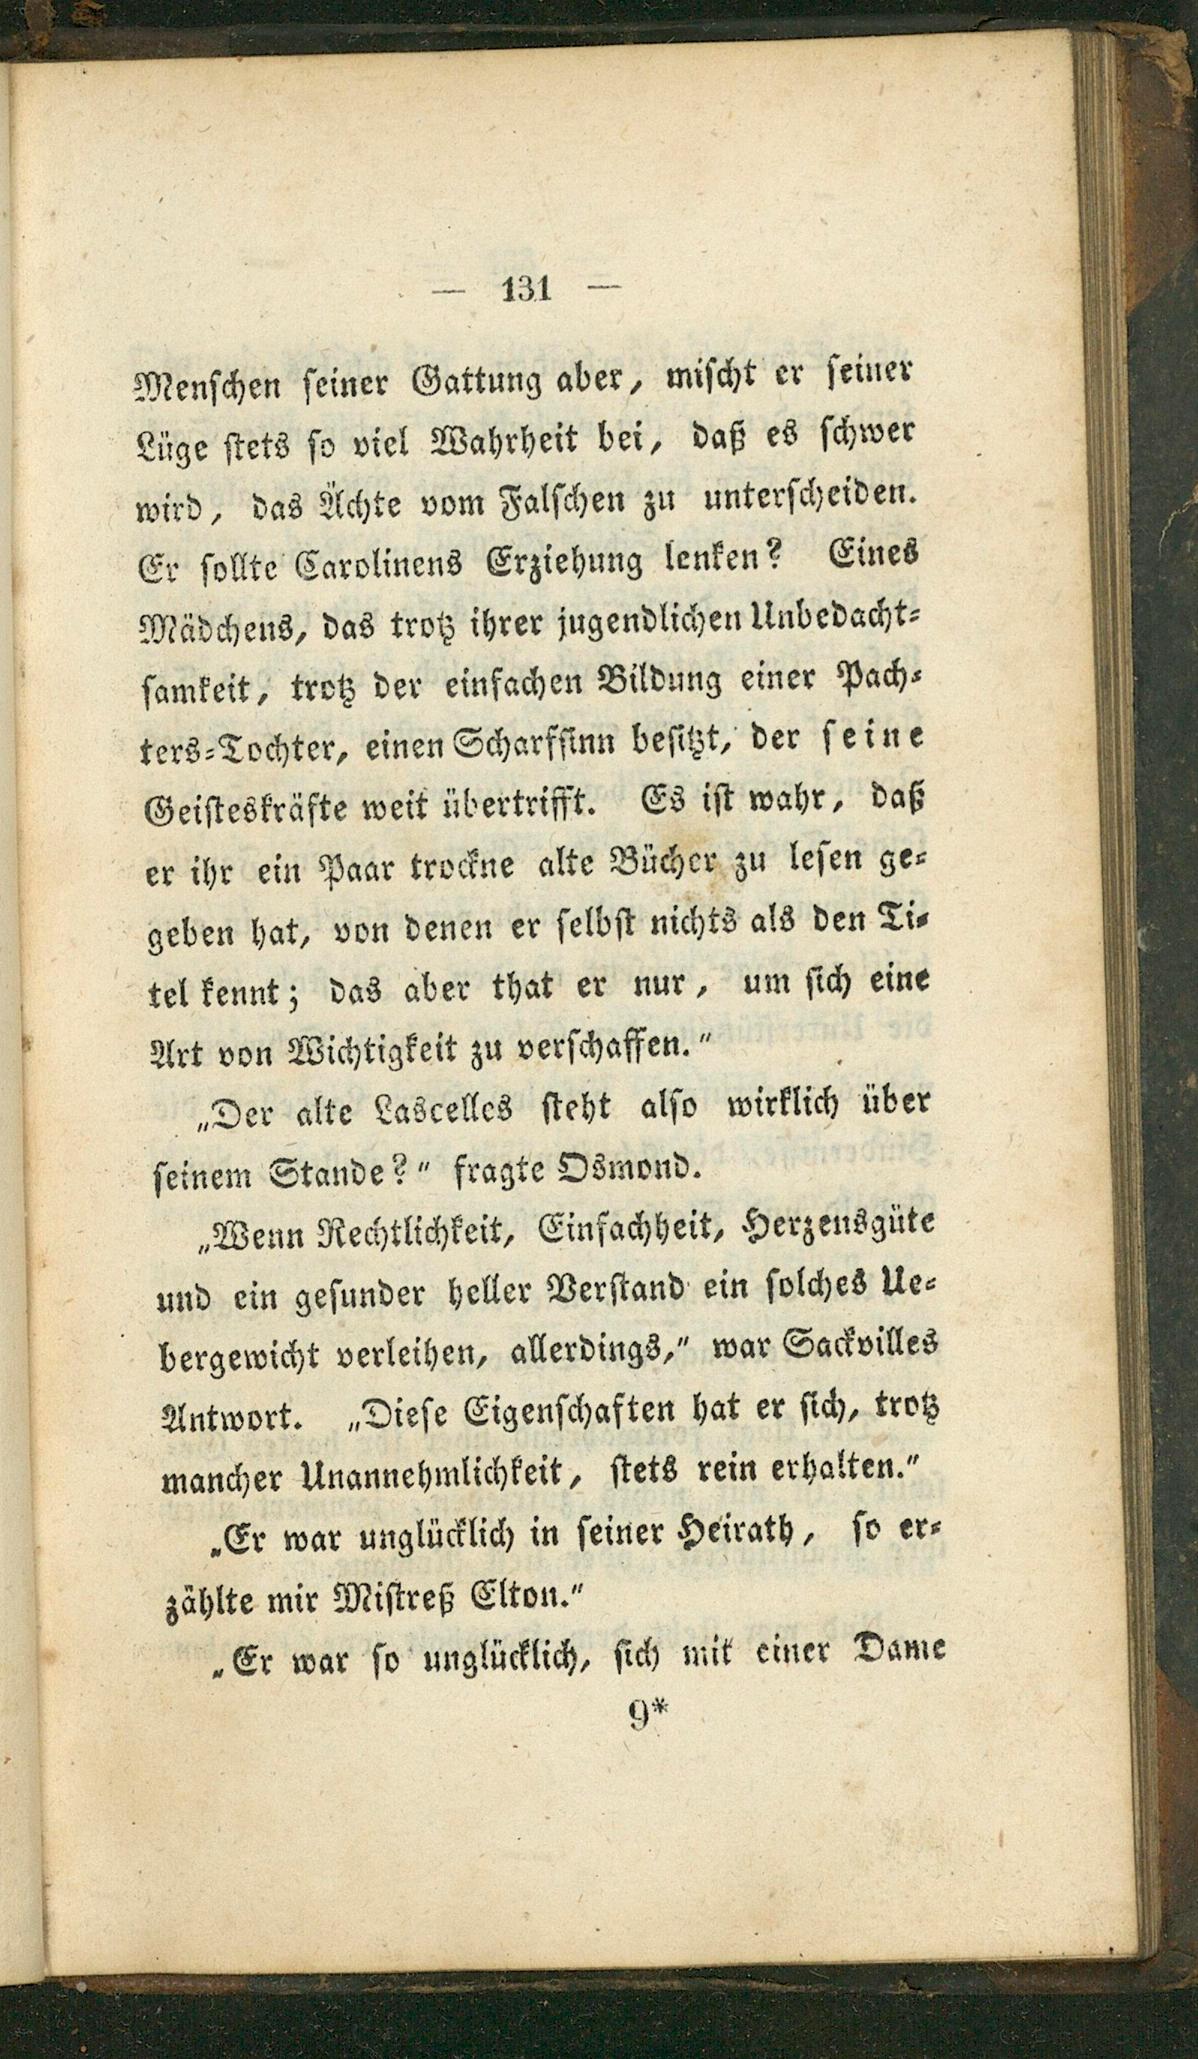 — 131 —
Menschen seiner Gattung aber, mischt er seiner
Lüge stets so viel Wahrheit bei, daß es schwer
wird, das Ächte vom Falschen zu unterscheiden.
Er sollte Carolinens Erziehung lenken? Eines
Mädchens, das trotz ihrer jugendlichen Unbedacht-
samkeit, trotz der einfachen Bildung einer Pach-
ters-Tochter, einen Scharfsinn besitzt, der seine
Geisteskräfte weit übertrifft. Es ist wahr, daß
er ihr ein Paar trockne alte Bücher zu lesen ge-
geben hat, von denen er selbst nichts als den Ti-
tel kennt; das aber that er nur, um sich eine
Art von Wichtigkeit zu verschaffen.“
„Der alte Lascelles steht also wirklich über
seinem Stande?“ fragte Osmond.
„Wenn Rechtlichkeit, Einfachheit, Herzensgüte
und ein gesunder heller Verstand ein solches Ue-
bergewicht verleihen, allerdings,“ war Sackvilles
Antwort. „Diese Eigenschaften hat er sich, trotz
mancher Unannehmlichkeit, stets rein erhalten.“
„Er war unglücklich in seiner Heirath, so er-
zählte mir Mistreß Elton.“
„Er war so unglücklich, sich mit einer Dame
9*